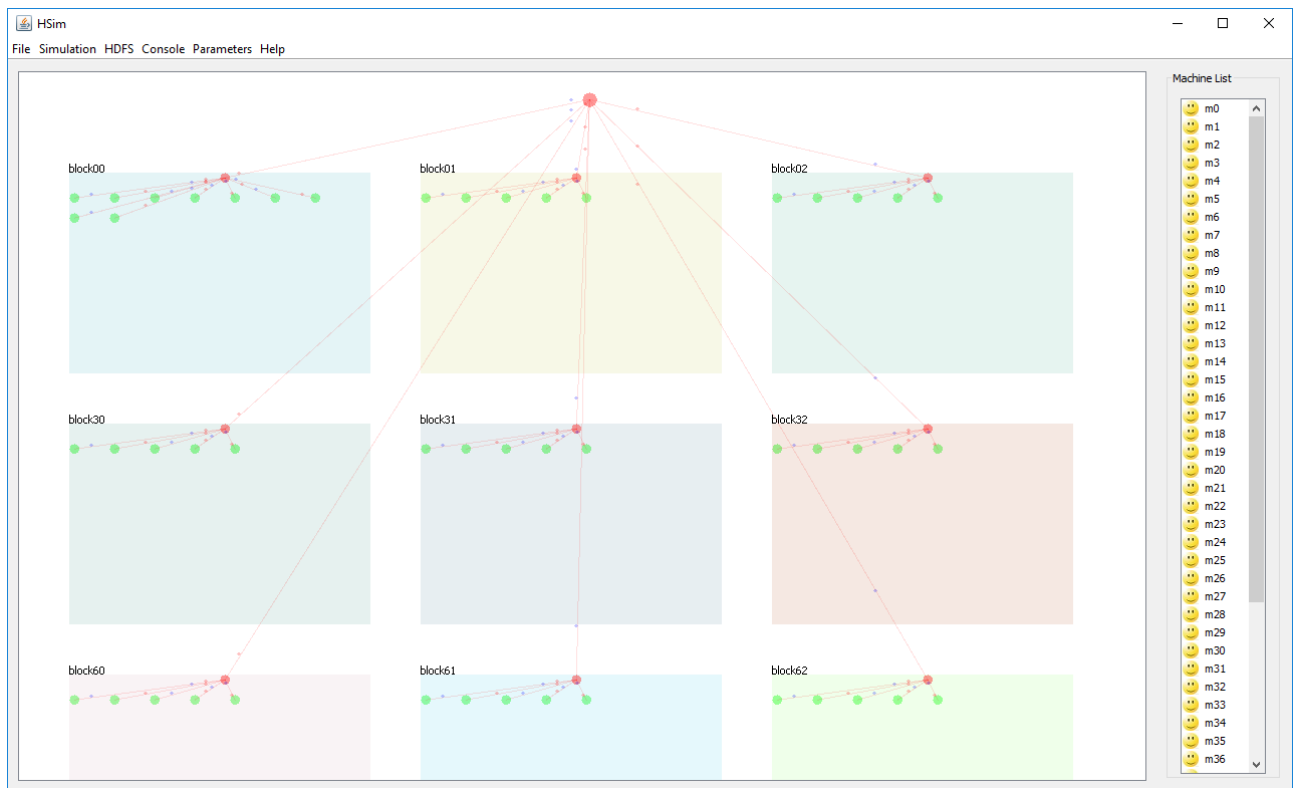 HSim
File Simulation HDFS Console Parameters Help
Machine List
block00
block01
block02
block30
block31
block32
block60
block61
block62
m0
m1
m2
m3
m4
m5
m6
m7
m8
m9
m10
m11
m12
m13
m14
m15
m16
m17
m18
m19
m20
m21
m22
m23
m24
m25
m26
m27
m28
m29
m30
m31
m32
m33
m34
m35
m36